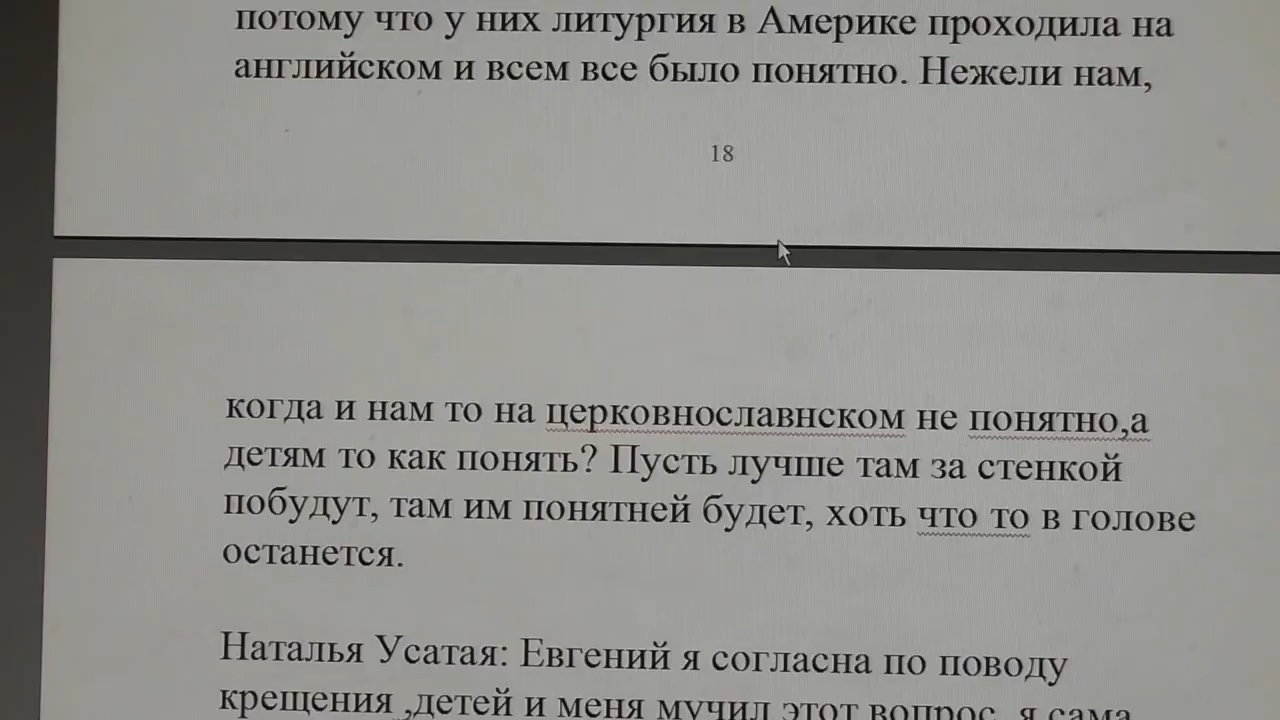 потому что у них литургия в Америке проходила на
английском и всем все было понятно. Нежели нам,
18
когда и нам то на церковнославнском не понятно,а
детям то как понять? Пусть лучше там за стенкой
побудут, там им понятней будет, хоть что то в голове
останется.
Наталья Усатая: Евгений я согласна по поводу
крещения ,детей и меня мучил этот вопрос, я сама